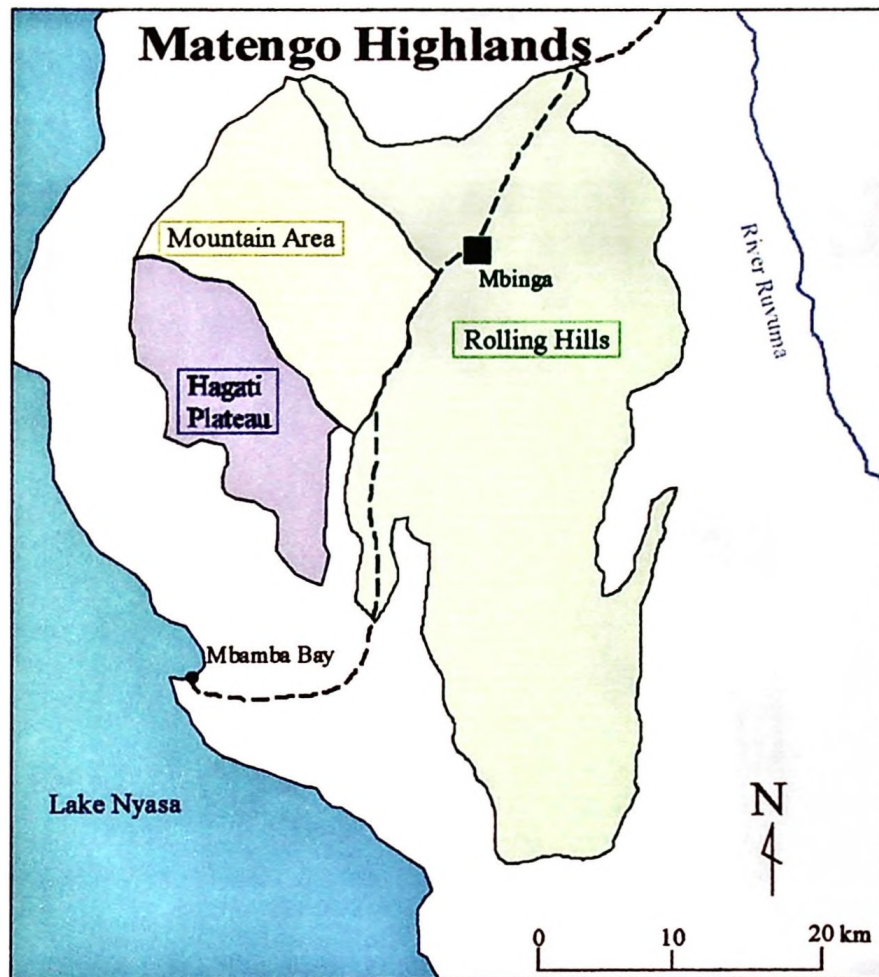 Matengo Highlands
Mountain Area
Mbinga
Rolling Hills
River Ruvuma
Hagati
Plateau
Mbamba Bay
Lake Nyasa
N
0 10 20 km